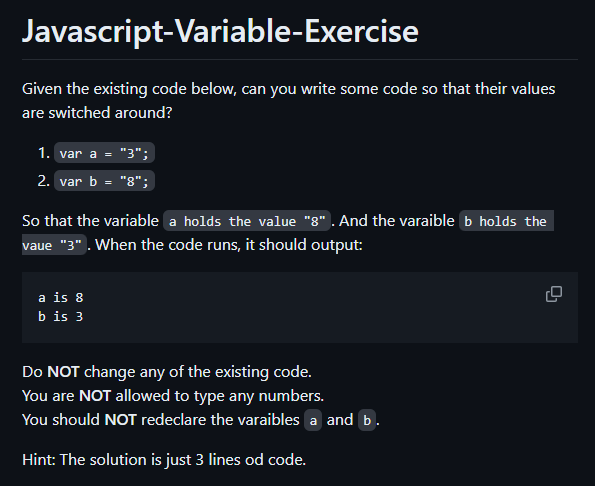 Javascript-Variable-Exercise
Given the existing code below, can you write some code so that their values
are switched around?
1. var a = "3";
2. var b = "8";
So that the variable a holds the value "8" . And the varaible b holds the
vaue "3" . When the code runs, it should output:
a is 8
b is 3
Do NOT change any of the existing code.
You are NOT allowed to type any numbers.
You should NOT redeclare the varaibles a and b .
Hint: The solution is just 3 lines od code.